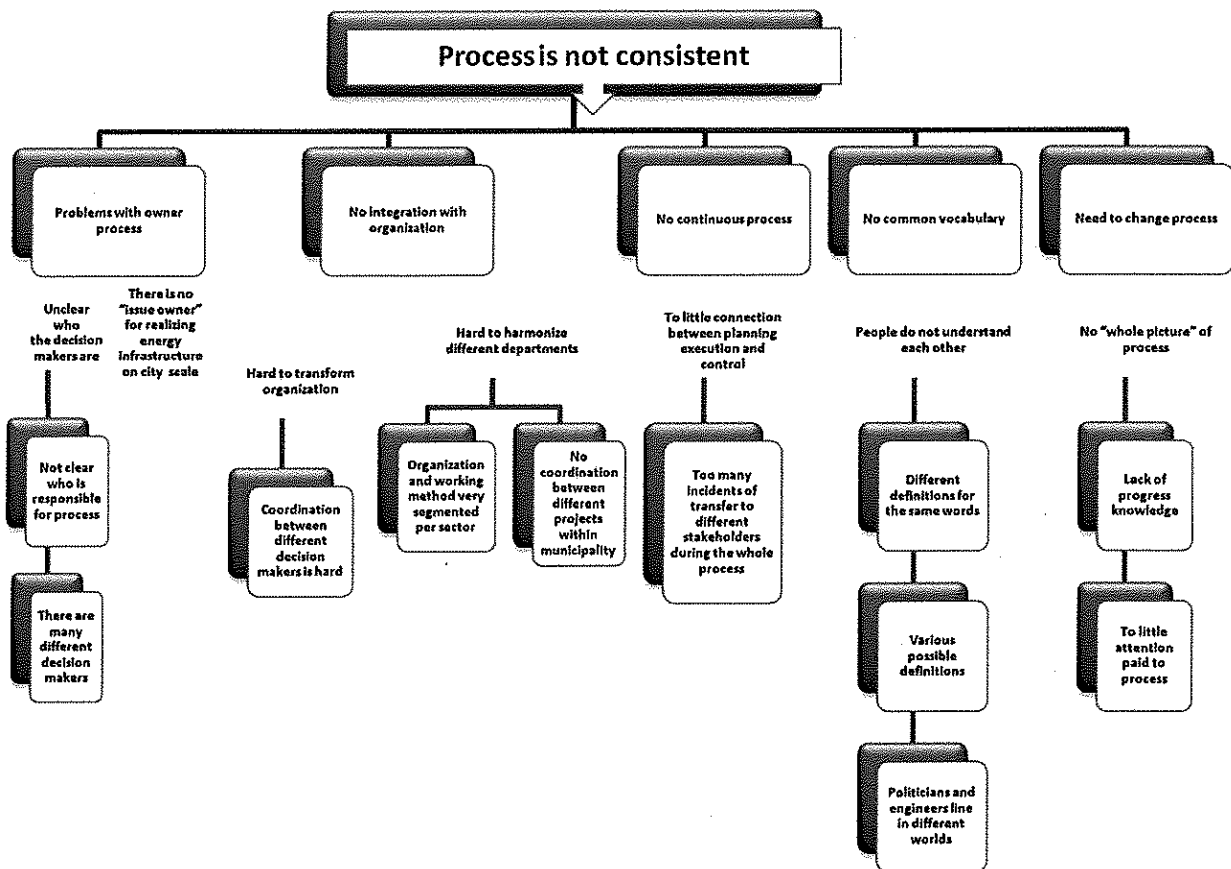 Process is not consistent
Problems with owner
process
No integration with
organization
No continuous process
No common vocabulary
Need to change process
Unclear
who
the decision
makers are
There is no
"issue owner"
for realizing
energy
infrastructure
on city scale
Hard to transform
organization
Hard to harmonize
different departments
To little connection
between planning
execution and
control
People do not understand
each other
No "whole picture" of
process
Not clear who is
responsible
for process
There are
many
different
decision
makers
Coordination
between
different
decision
makers is hard
Organization
and working
method very
segmented
per sector
No
coordination
between
different
projects
within
municipality
Too many
incidents of
transfer to
different
stakeholders
during the whole
process
Different
definitions for
the same words
Various
possible
definitions
Politicians and
engineers line
in different
worlds
Lack of
progress
knowledge
To little
attention
paid to
process